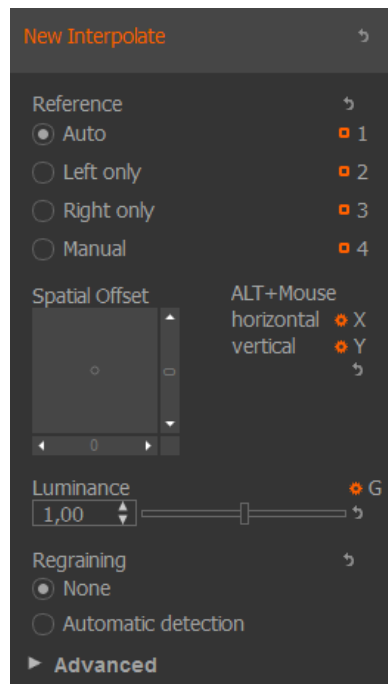 New Interpolate
Reference
Auto 1
Left only 2
Right only 3
Manual 4
Spatial Offset
ALT+Mouse
horizontal X
vertical Y
0
Luminance G
1,00
Regraining
None
Automatic detection
Advanced